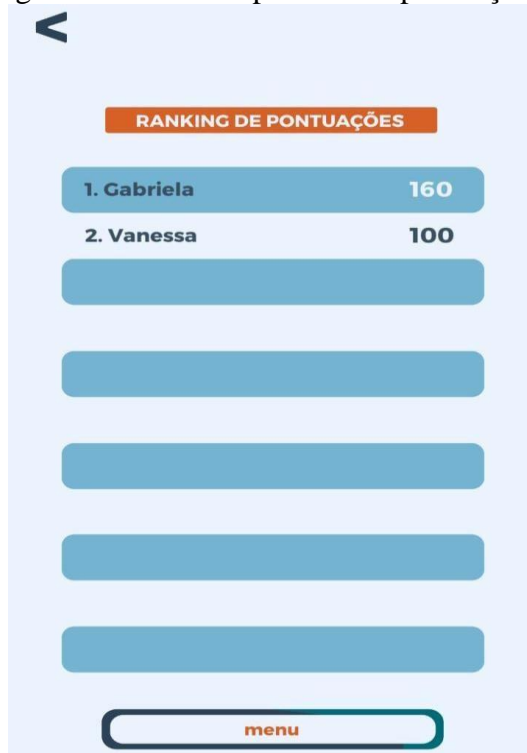 <
RANKING DE PONTUAÇÕES
1. Gabriela 160
2. Vanessa 100
menu